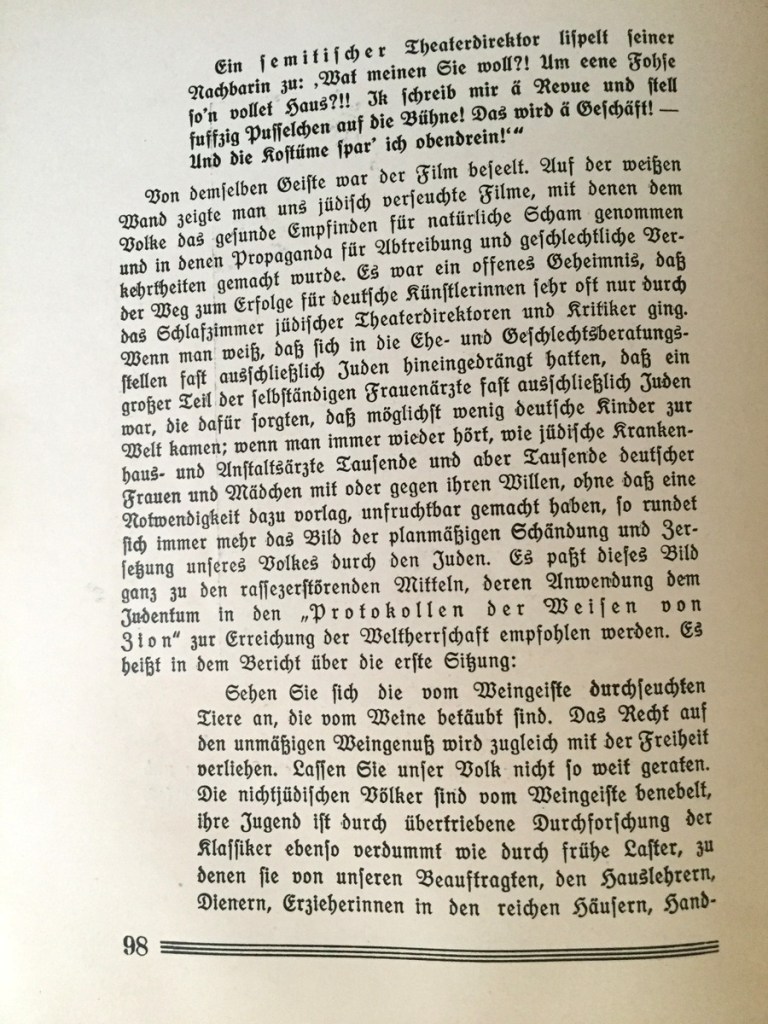 Ein semitischer Theaterdirektor lispelt seiner
Nachbarin zu: ‚Wat meinen Sie woll?! Um eene Fohse
so'n vollet Haus?!! Ik schreib mir ä Revue und stell
fuffzig Pusselchen auf die Bühne! Das wird ä Geschäft! —
Und die Kostüme spar' ich obendrein!‘“
Von demselben Geiste war der Film beseelt. Auf der weißen
Wand zeigte man uns jüdisch verseuchte Filme, mit denen dem
Volke das gesunde Empfinden für natürliche Scham genommen
und in denen Propaganda für Abtreibung und geschlechtliche Ver-
kehrtheiten gemacht wurde. Es war ein offenes Geheimnis, daß
der Weg zum Erfolge für deutsche Künstlerinnen sehr oft nur durch
das Schlafzimmer jüdischer Theaterdirektoren und Kritiker ging.
Wenn man weiß, daß sich in die Ehe- und Geschlechtsberatungs-
stellen fast ausschließlich Juden hineingedrängt hatten, daß ein
großer Teil der selbständigen Frauenärzte fast ausschließlich Juden
war, die dafür sorgten, daß möglichst wenig deutsche Kinder zur
Welt kamen; wenn man immer wieder hört, wie jüdische Kranken-
haus- und Anstaltsärzte Tausende und aber Tausende deutscher
Frauen und Mädchen mit oder gegen ihren Willen, ohne daß eine
Notwendigkeit dazu vorlag, unfruchtbar gemacht haben, so rundet
sich immer mehr das Bild der planmäßigen Schändung und Zer-
setzung unseres Volkes durch den Juden. Es paßt dieses Bild
ganz zu den rassezerstörenden Mitteln, deren Anwendung dem
Judentum in den „Protokollen der Weisen von
Zion“ zur Erreichung der Weltherrschaft empfohlen werden. Es
heißt in dem Bericht über die erste Sitzung:
Sehen Sie sich die vom Weingeiste durchseuchten
Tiere an, die vom Weine betäubt sind. Das Recht auf
den unmäßigen Weingenuß wird zugleich mit der Freiheit
verliehen. Lassen Sie unser Volk nicht so weit geraten.
Die nichtjüdischen Völker sind vom Weingeiste benebelt,
ihre Jugend ist durch übertriebene Durchforschung der
Klassiker ebenso verdummt wie durch frühe Laster, zu
denen sie von unseren Beauftragten, den Hauslehrern,
Dienern, Erzieherinnen in den reichen Häusern, Hand-
98